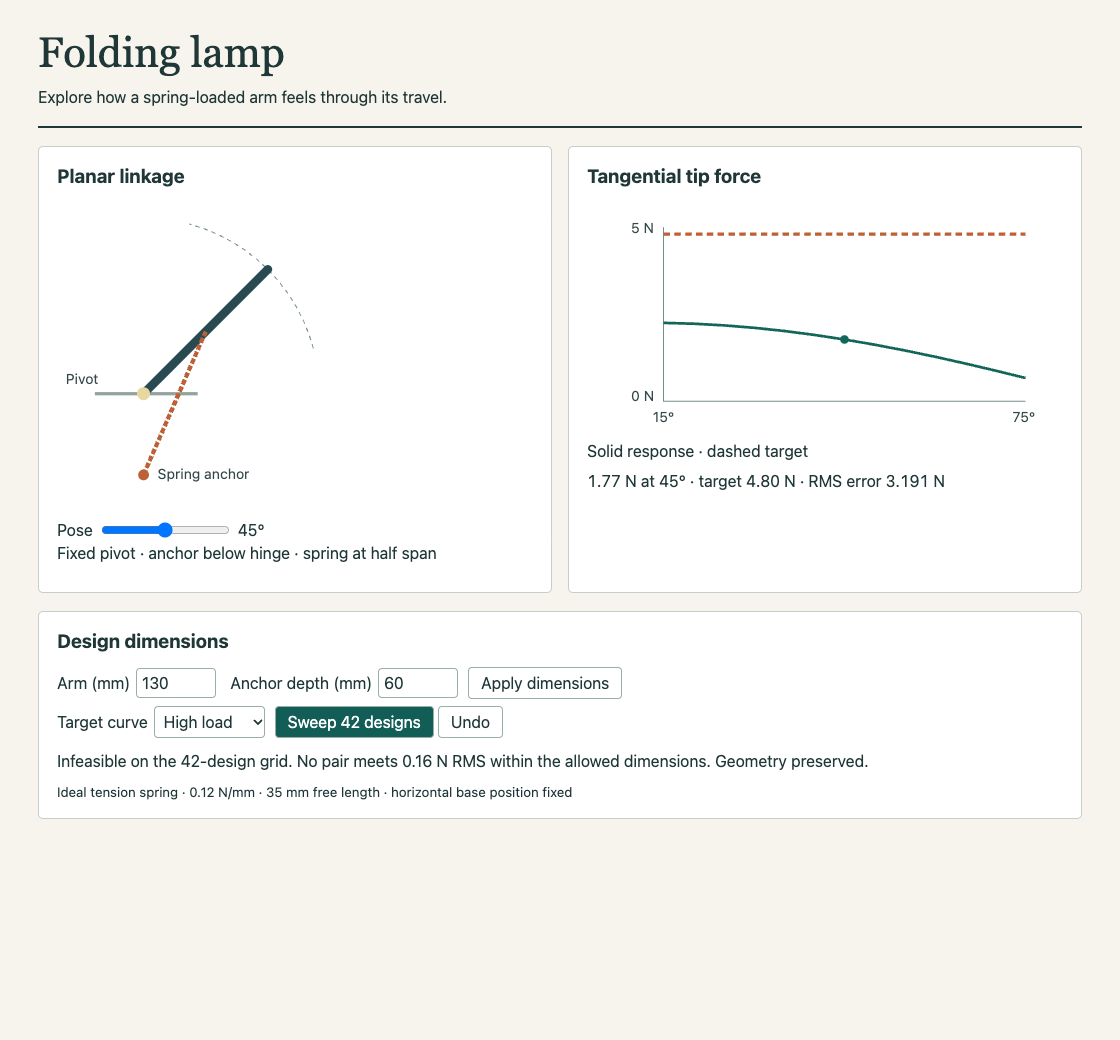 Folding lamp
Explore how a spring-loaded arm feels through its travel.
Planar linkage
Pivot
Spring anchor
Pose 45°
Fixed pivot · anchor below hinge · spring at half span
Tangential tip force
5 N
0 N
15° 75°
Solid response · dashed target
1.77 N at 45° · target 4.80 N · RMS error 3.191 N
Design dimensions
Arm (mm) 130 Anchor depth (mm) 60 Apply dimensions
Target curve High load Sweep 42 designs Undo
Infeasible on the 42-design grid. No pair meets 0.16 N RMS within the allowed dimensions. Geometry preserved.
Ideal tension spring · 0.12 N/mm · 35 mm free length · horizontal base position fixed